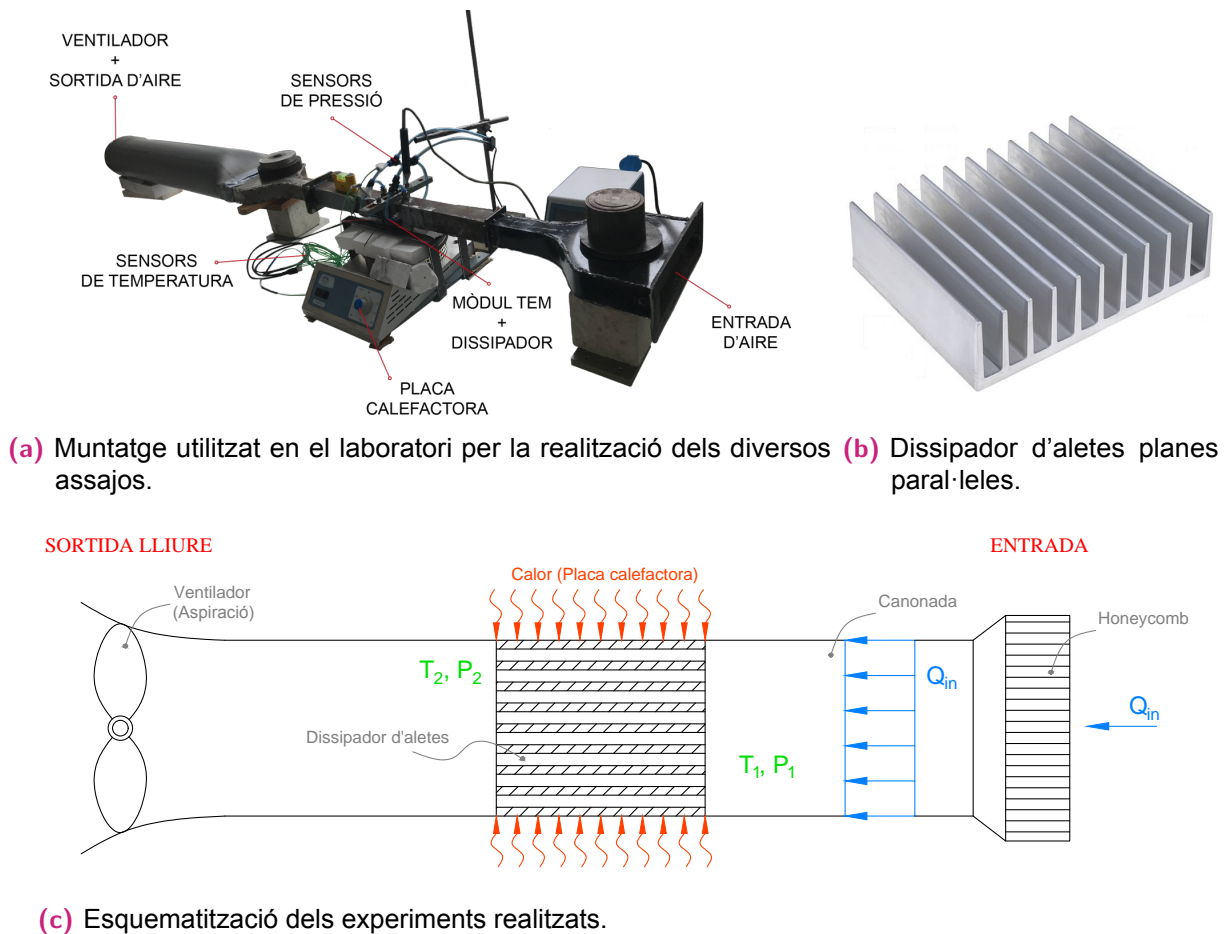 VENTILADOR
+
SORTIDA D'AIRE
SENSORS
DE PRESSIÓ
SENSORS
DE TEMPERATURA
MÒDUL TEM
+
DISSIPADOR
ENTRADA
D'AIRE
PLACA
CALEFACTORA
(a) Muntatge utilitzat en el laboratori per la realització dels diversos
assajos.
(b) Dissipador d'aletes planes
paral·leles.
SORTIDA LLIURE
ENTRADA
Calor (Placa calefactora)
Ventilador
(Aspiració)
Canonada
Honeycomb
T2, P2
Qin
Qin
Dissipador d'aletes
T1, P1
(c) Esquematització dels experiments realitzats.